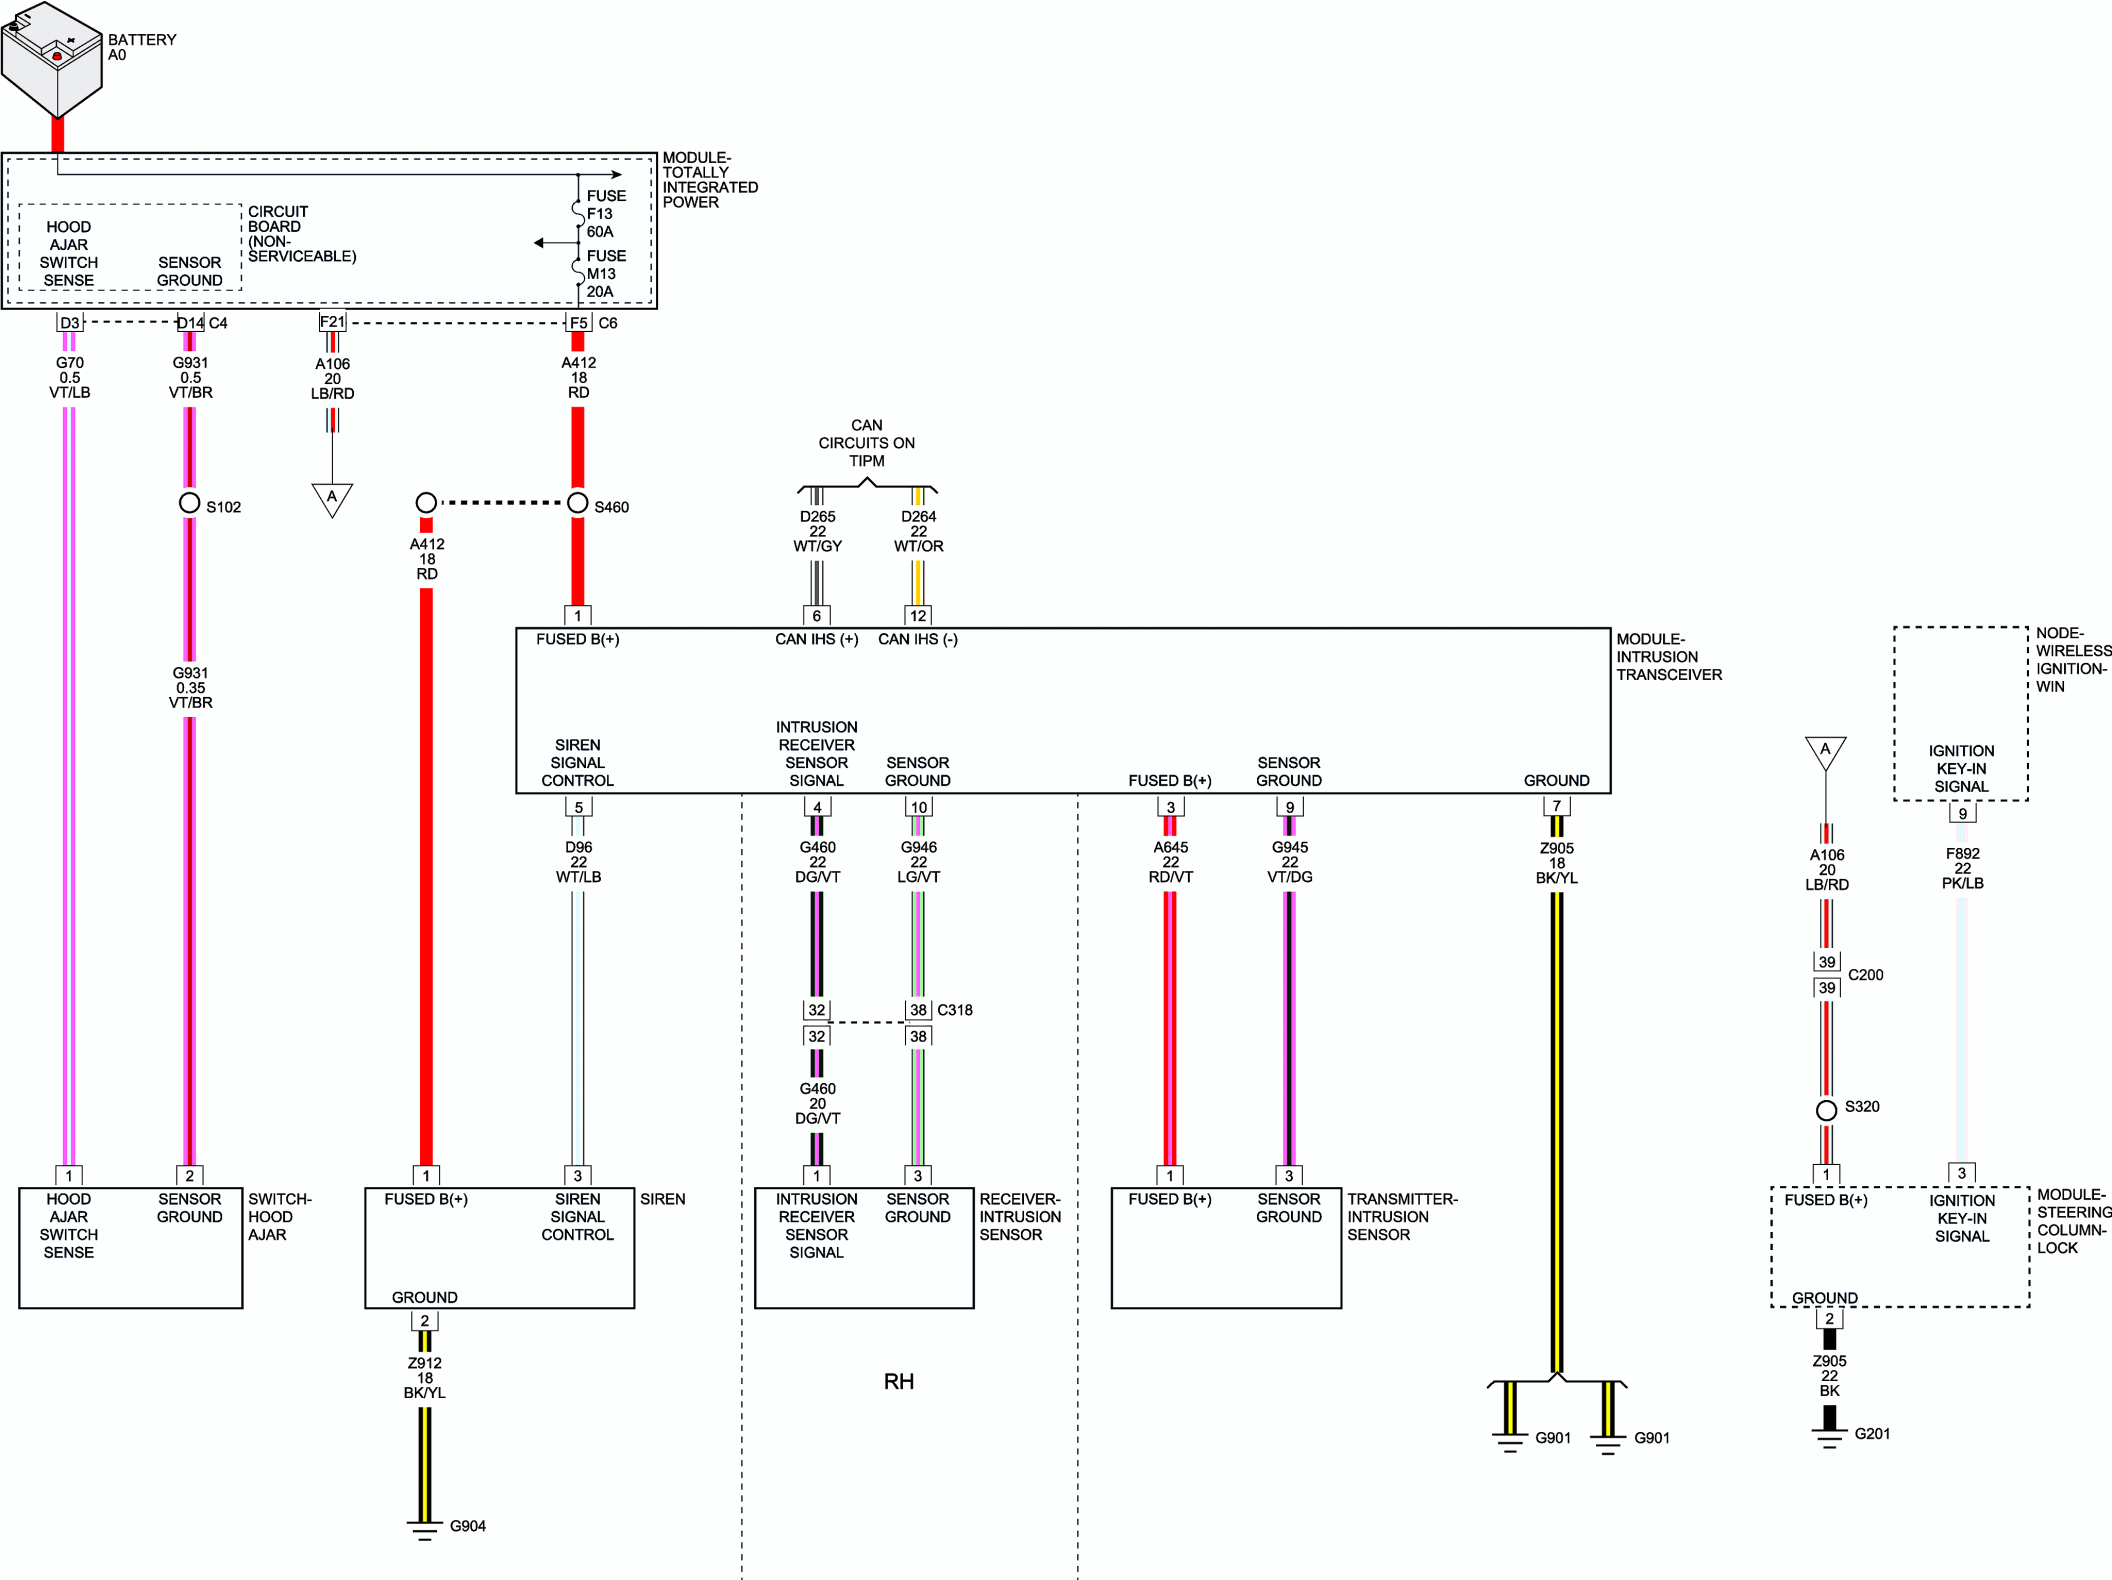 BATTERY
A0
MODULE-
TOTALLY
INTEGRATED
POWER
FUSE
F13
60A
FUSE
M13
20A
CIRCUIT
BOARD
(NON-
SERVICEABLE)
HOOD
AJAR
SWITCH
SENSE
SENSOR
GROUND
D3
D14
C4
F21
F5
C6
G70
0.5
VT/LB
G931
0.5
VT/BR
A106
20
LB/RD
A412
18
RD
CAN
CIRCUITS ON
TIPM
A
S102
S460
A412
18
RD
D265
22
WT/GY
D264
22
WT/OR
1
6
12
FUSED B(+)
CAN IHS (+)
CAN IHS (-)
MODULE-
INTRUSION
TRANSCEIVER
NODE-
WIRELESS
IGNITION-
WIN
G931
0.35
VT/BR
SIREN
SIGNAL
CONTROL
INTRUSION
RECEIVER
SENSOR
SIGNAL
SENSOR
GROUND
FUSED B(+)
SENSOR
GROUND
GROUND
A
IGNITION
KEY-IN
SIGNAL
5
4
10
3
9
7
9
D96
22
WT/LB
G460
22
DG/VT
G946
22
LG/VT
A645
22
RD/VT
G945
22
VT/DG
Z905
18
BK/YL
A106
20
LB/RD
F892
22
PK/LB
39
C200
39
32
38
C318
32
38
G460
20
DG/VT
S320
1
2
1
3
1
3
1
3
1
3
HOOD
AJAR
SWITCH
SENSE
SENSOR
GROUND
SWITCH-
HOOD
AJAR
FUSED B(+)
SIREN
SIGNAL
CONTROL
SIREN
GROUND
INTRUSION
RECEIVER
SENSOR
SIGNAL
SENSOR
GROUND
RECEIVER-
INTRUSION
SENSOR
FUSED B(+)
SENSOR
GROUND
TRANSMITTER-
INTRUSION
SENSOR
FUSED B(+)
IGNITION
KEY-IN
SIGNAL
MODULE-
STEERING
COLUMN-
LOCK
GROUND
2
2
Z912
18
BK/YL
RH
Z905
22
BK
G901
G901
G201
G904